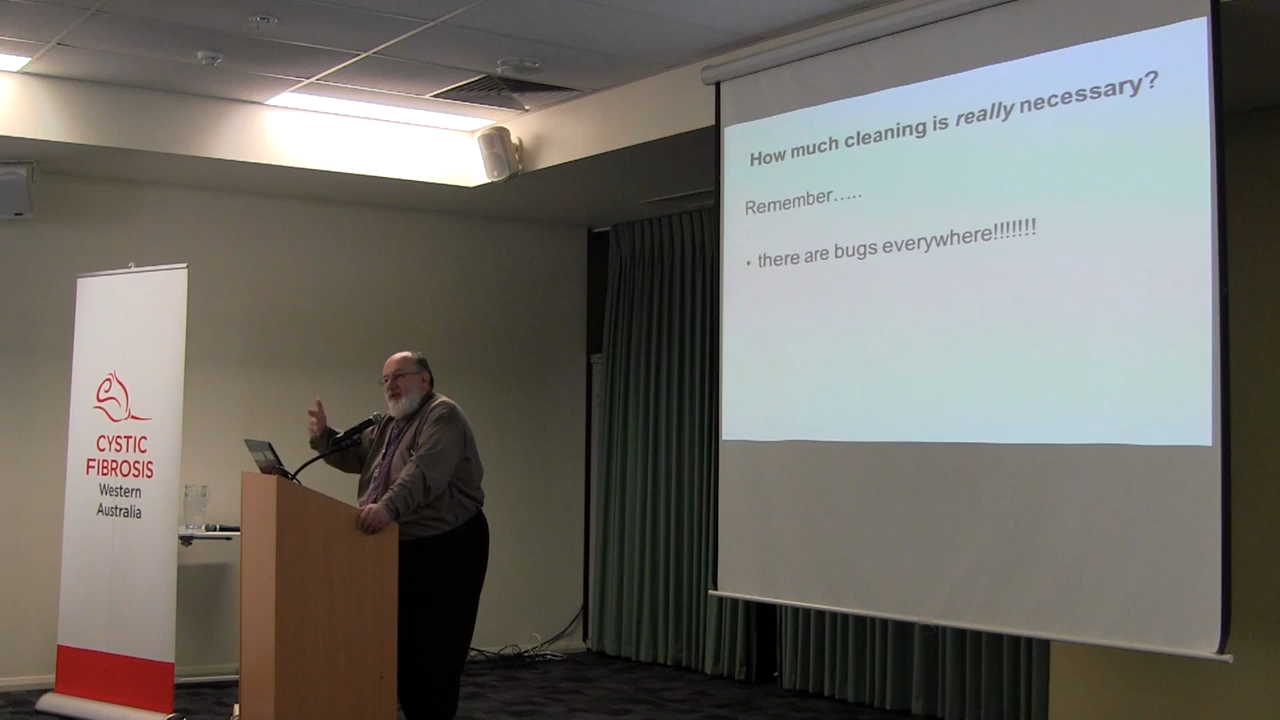 How much cleaning is really necessary?
Remember.....
• there are bugs everywhere!!!!!!!
CYSTIC
FIBROSIS
Western
Australia